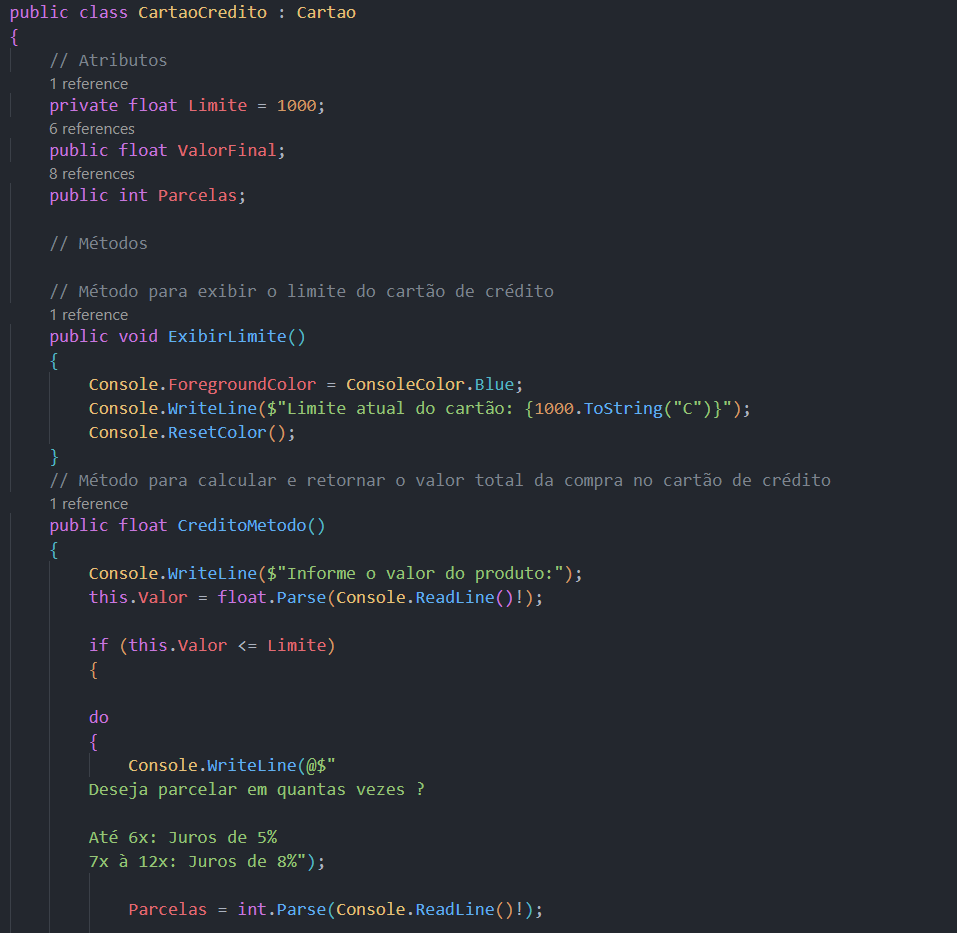 public class CartaoCredito : Cartao
{
// Atributos
1 reference
private float Limite = 1000;
6 references
public float ValorFinal;
8 references
public int Parcelas;
// Métodos
// Método para exibir o limite do cartão de crédito
1 reference
public void ExibirLimite()
{
Console.ForegroundColor = ConsoleColor.Blue;
Console.WriteLine($"Limite atual do cartão: {1000.ToString("C")}");
Console.ResetColor();
}
// Método para calcular e retornar o valor total da compra no cartão de crédito
1 reference
public float CreditoMetodo()
{
Console.WriteLine($"Informe o valor do produto:");
this.Valor = float.Parse(Console.ReadLine()!);
if (this.Valor <= Limite)
{
do
{
Console.WriteLine(@$"
Deseja parcelar em quantas vezes ?
Até 6x: Juros de 5%
7x à 12x: Juros de 8%");
Parcelas = int.Parse(Console.ReadLine()!);